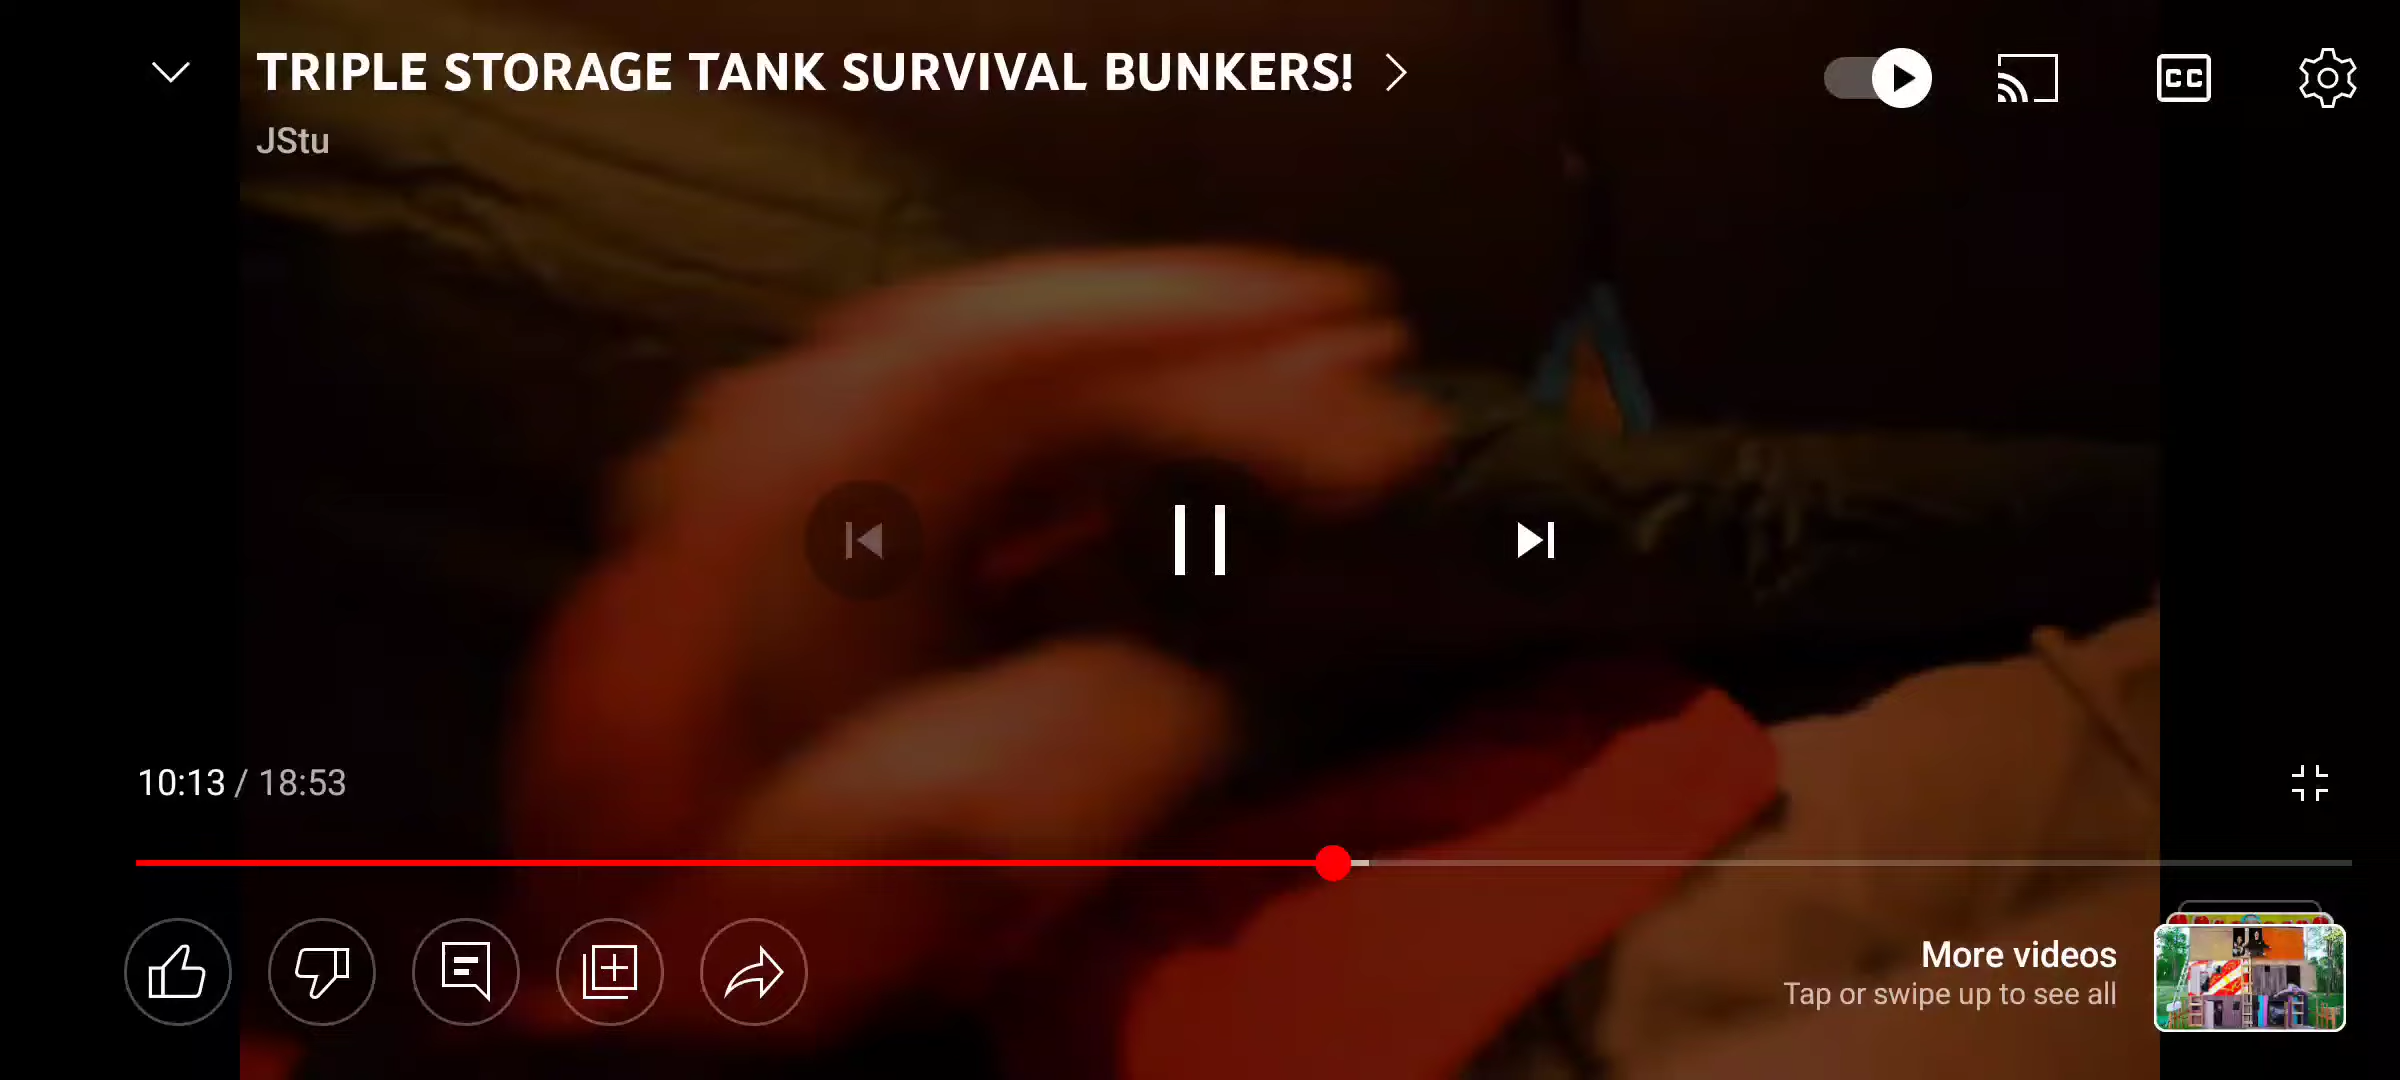 TRIPLE STORAGE TANK SURVIVAL BUNKERS!
JStu
CC
10:13 / 18:53
More videos
Tap or swipe up to see all